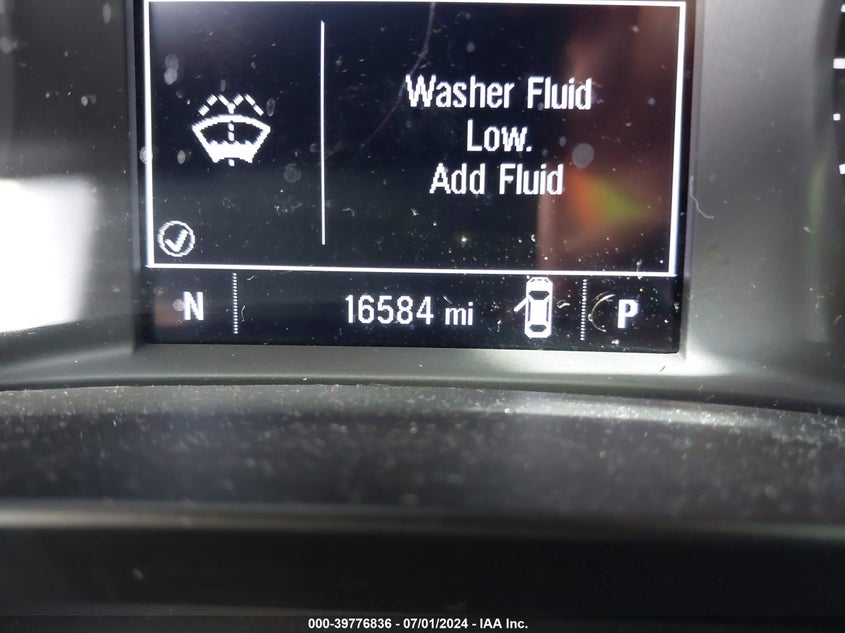 Washer Fluid
Low.
Add Fluid
N 16584 mi P
000-39776836 - 07/01/2024 - IAA Inc.